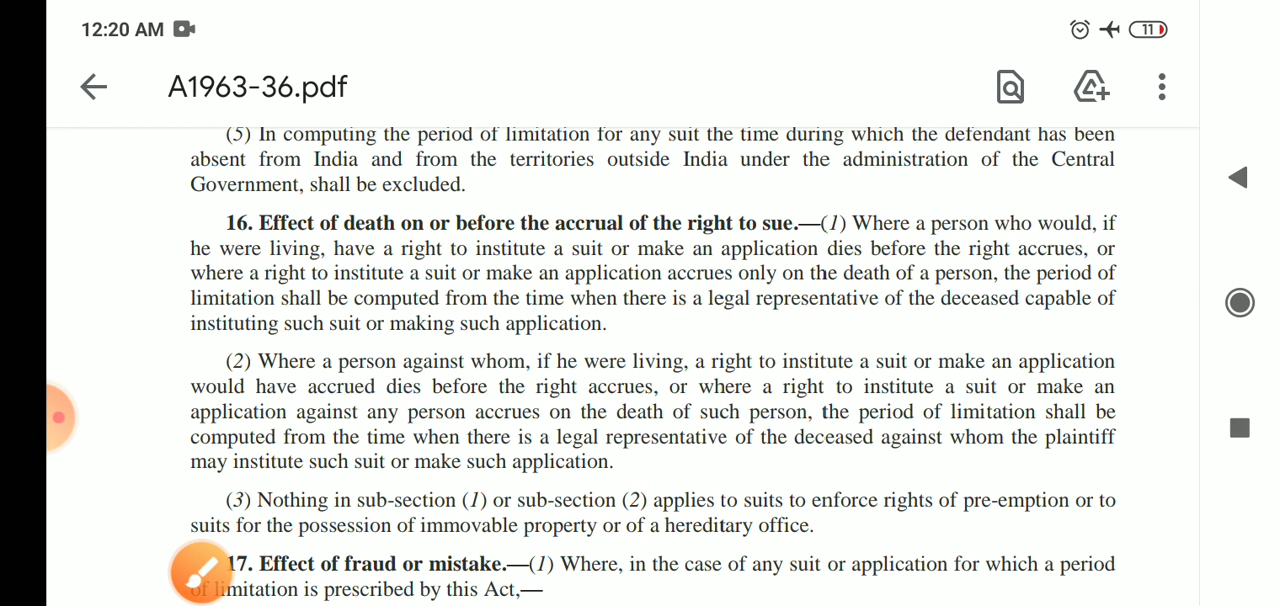 12:20 AM
11
A1963-36.pdf
(5) In computing the period of limitation for any suit the time during which the defendant has been
absent from India and from the territories outside India under the administration of the Central
Government, shall be excluded.
16. Effect of death on or before the accrual of the right to sue.—(1) Where a person who would, if
he were living, have a right to institute a suit or make an application dies before the right accrues, or
where a right to institute a suit or make an application accrues only on the death of a person, the period of
limitation shall be computed from the time when there is a legal representative of the deceased capable of
instituting such suit or making such application.
(2) Where a person against whom, if he were living, a right to institute a suit or make an application
would have accrued dies before the right accrues, or where a right to institute a suit or make an
application against any person accrues on the death of such person, the period of limitation shall be
computed from the time when there is a legal representative of the deceased against whom the plaintiff
may institute such suit or make such application.
(3) Nothing in sub-section (1) or sub-section (2) applies to suits to enforce rights of pre-emption or to
suits for the possession of immovable property or of a hereditary office.
17. Effect of fraud or mistake.—(1) Where, in the case of any suit or application for which a period
of limitation is prescribed by this Act,—